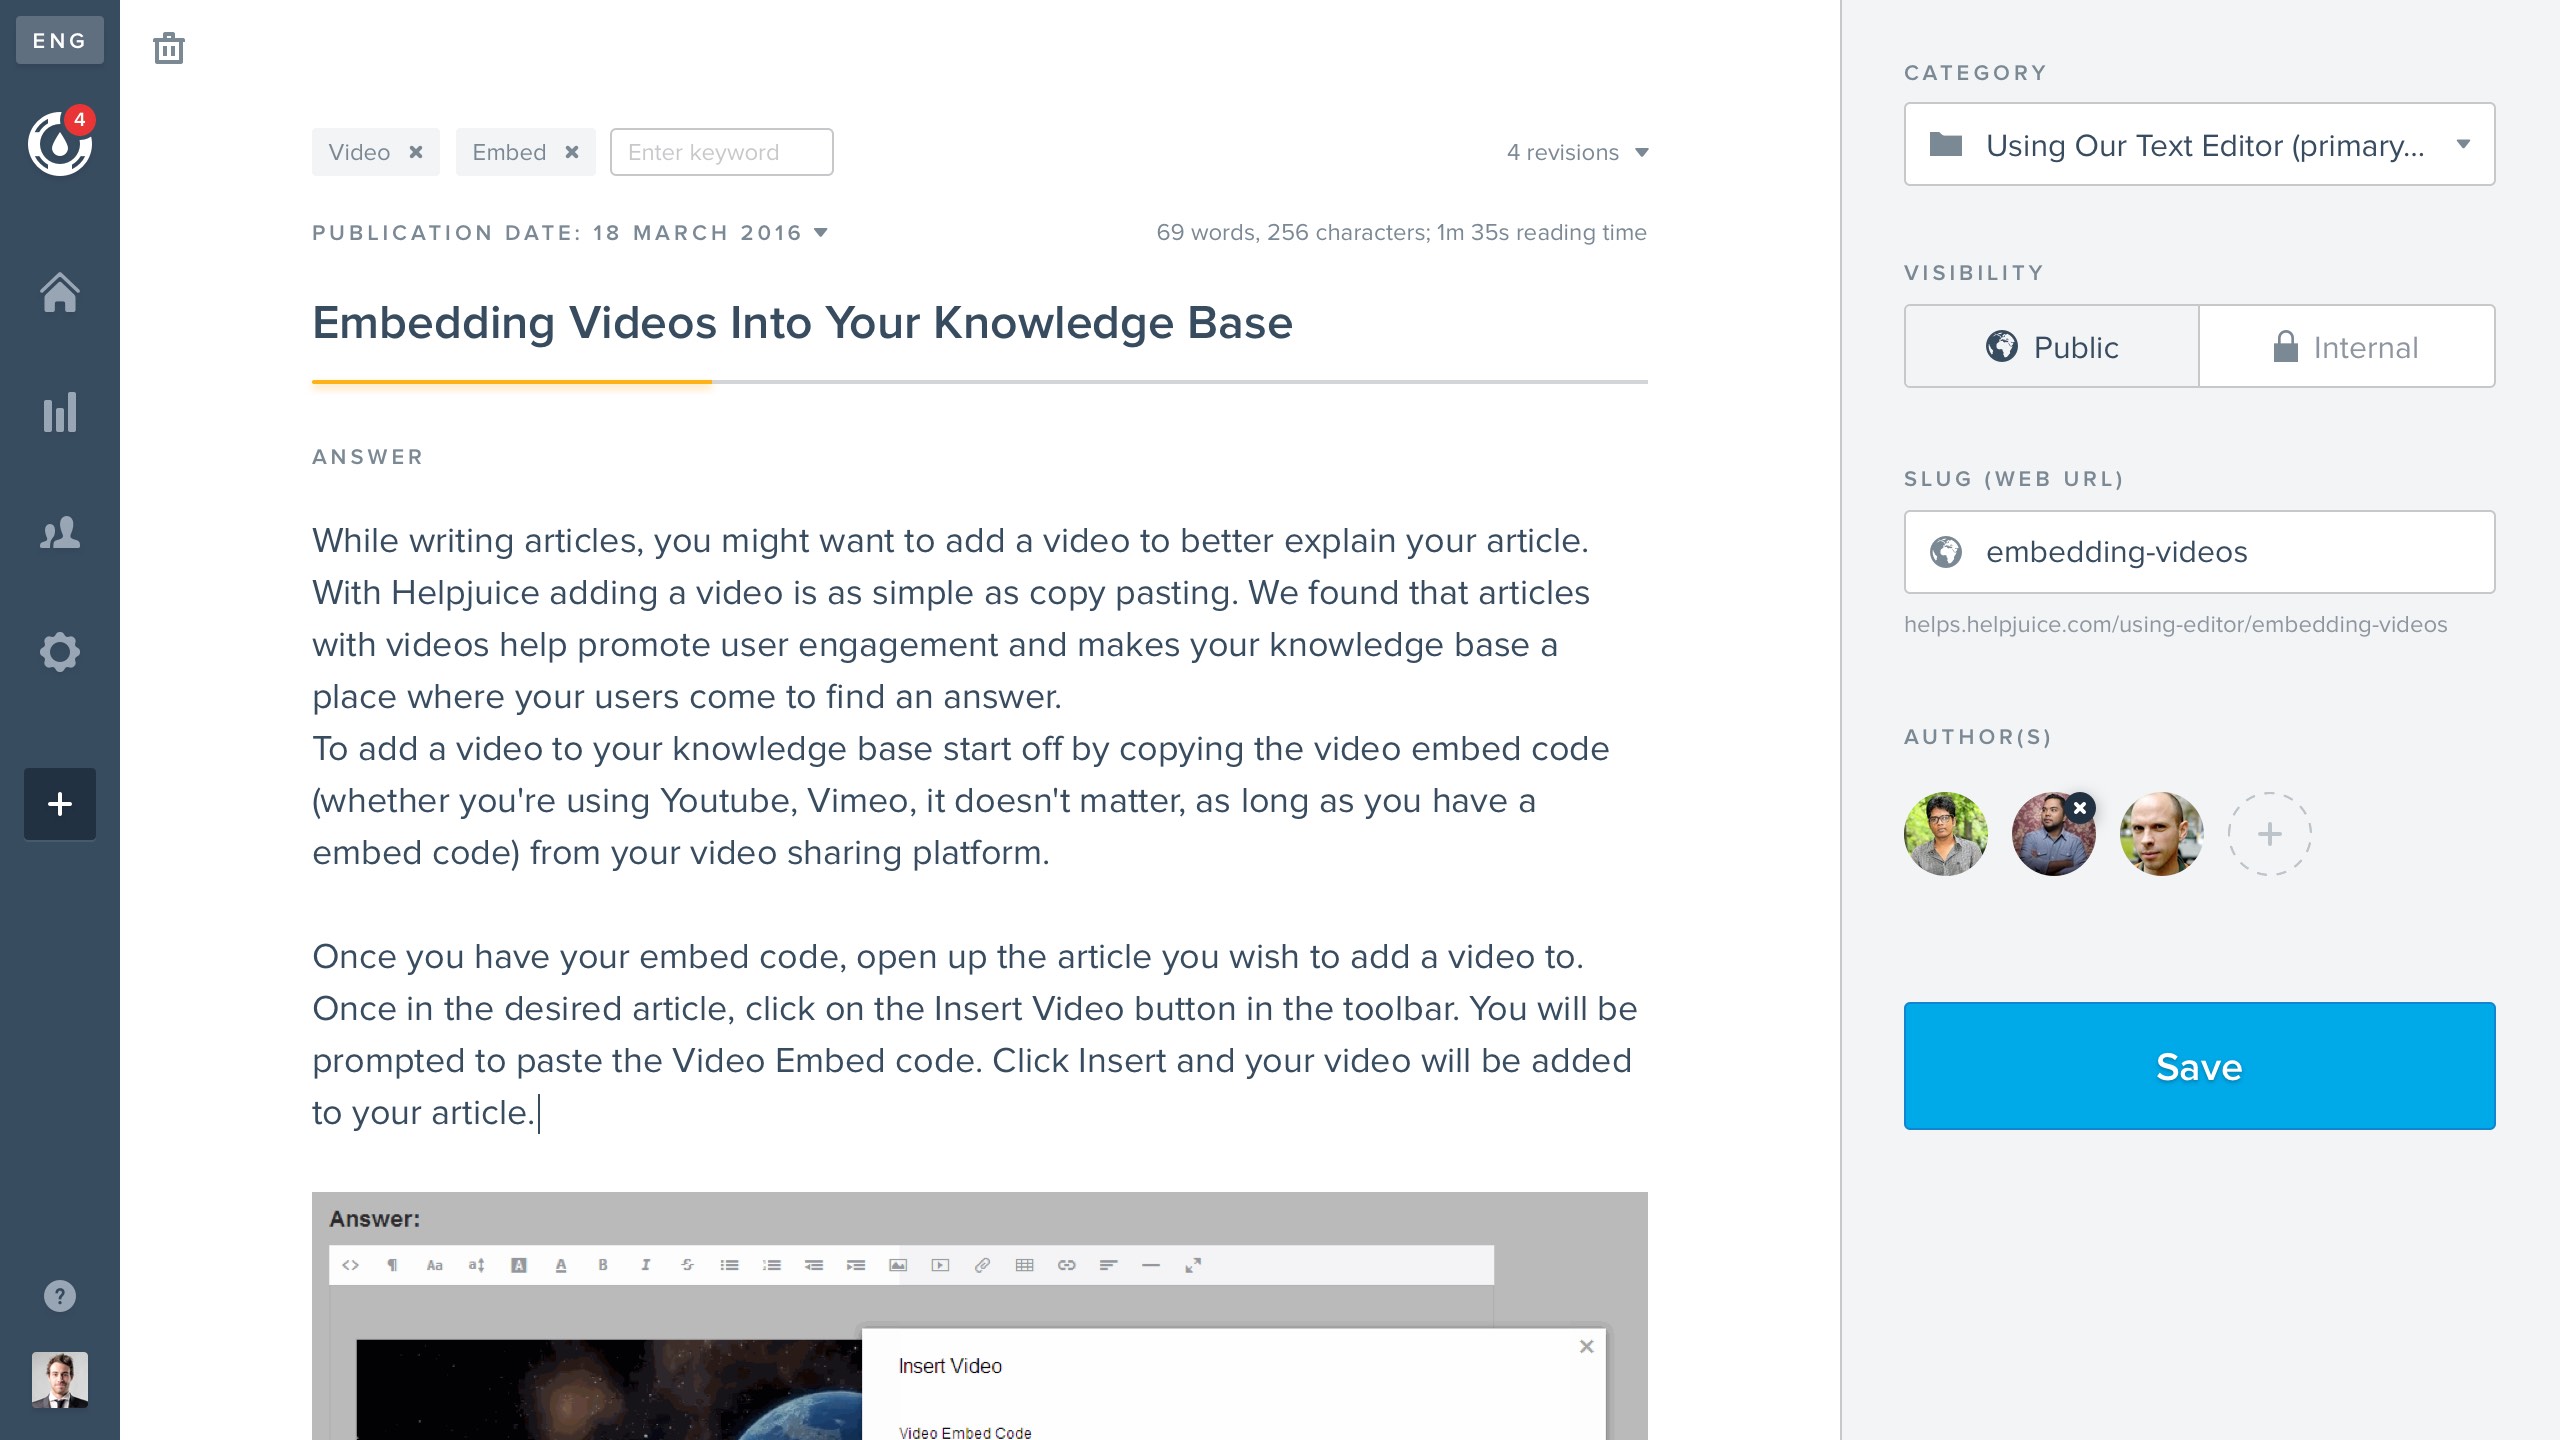 ENG
4
Video
Embed
Enter keyword
4 revisions
PUBLICATION DATE: 18 MARCH 2016
69 words, 256 characters; 1m 35s reading time
Embedding Videos Into Your Knowledge Base
ANSWER
While writing articles, you might want to add a video to better explain your article.
With Helpjuice adding a video is as simple as copy pasting. We found that articles
with videos help promote user engagement and makes your knowledge base a
place where your users come to find an answer.
To add a video to your knowledge base start off by copying the video embed code
(whether you're using Youtube, Vimeo, it doesn't matter, as long as you have a
embed code) from your video sharing platform.
Once you have your embed code, open up the article you wish to add a video to.
Once in the desired article, click on the Insert Video button in the toolbar. You will be
prompted to paste the Video Embed code. Click Insert and your video will be added
to your article.
Answer:
Insert Video
Video Embed Code
CATEGORY
Using Our Text Editor (primary...
VISIBILITY
Public
Internal
SLUG (WEB URL)
embedding-videos
helps.helpjuice.com/using-editor/embedding-videos
AUTHOR(S)
Save